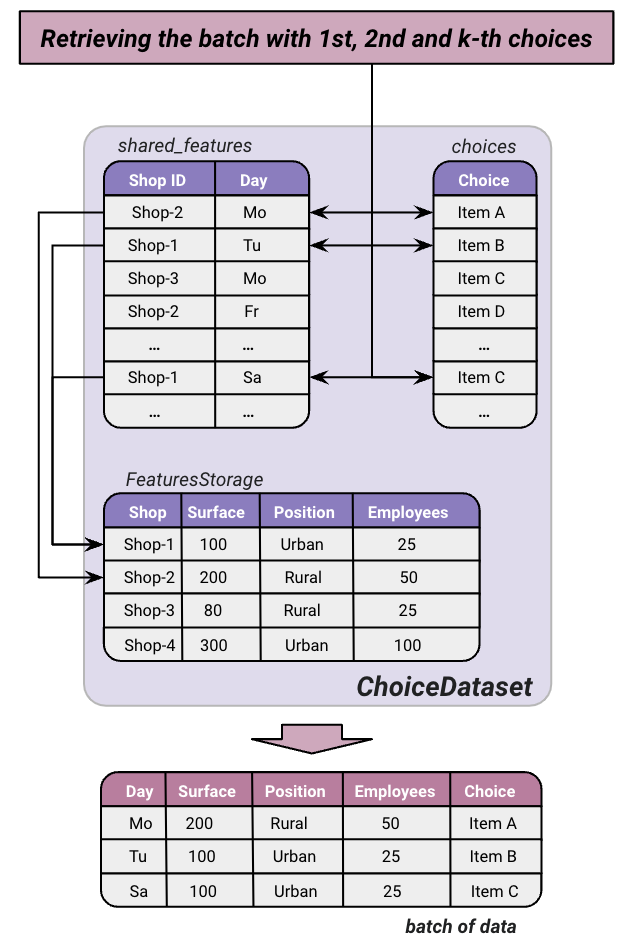 Retrieving the batch with 1st, 2nd and k-th choices
shared_features
choices
Shop ID Day
Choice
Shop-2 Mo
Item A
Shop-1 Tu
Item B
Shop-3 Mo
Item C
Shop-2 Fr
Item D
... ...
...
Shop-1 Sa
Item C
... ...
...
FeaturesStorage
Shop Surface Position Employees
Shop-1 100 Urban 25
Shop-2 200 Rural 50
Shop-3 80 Rural 25
Shop-4 300 Urban 100
ChoiceDataset
Day Surface Position Employees Choice
Mo 200 Rural 50 Item A
Tu 100 Urban 25 Item B
Sa 100 Urban 25 Item C
batch of data